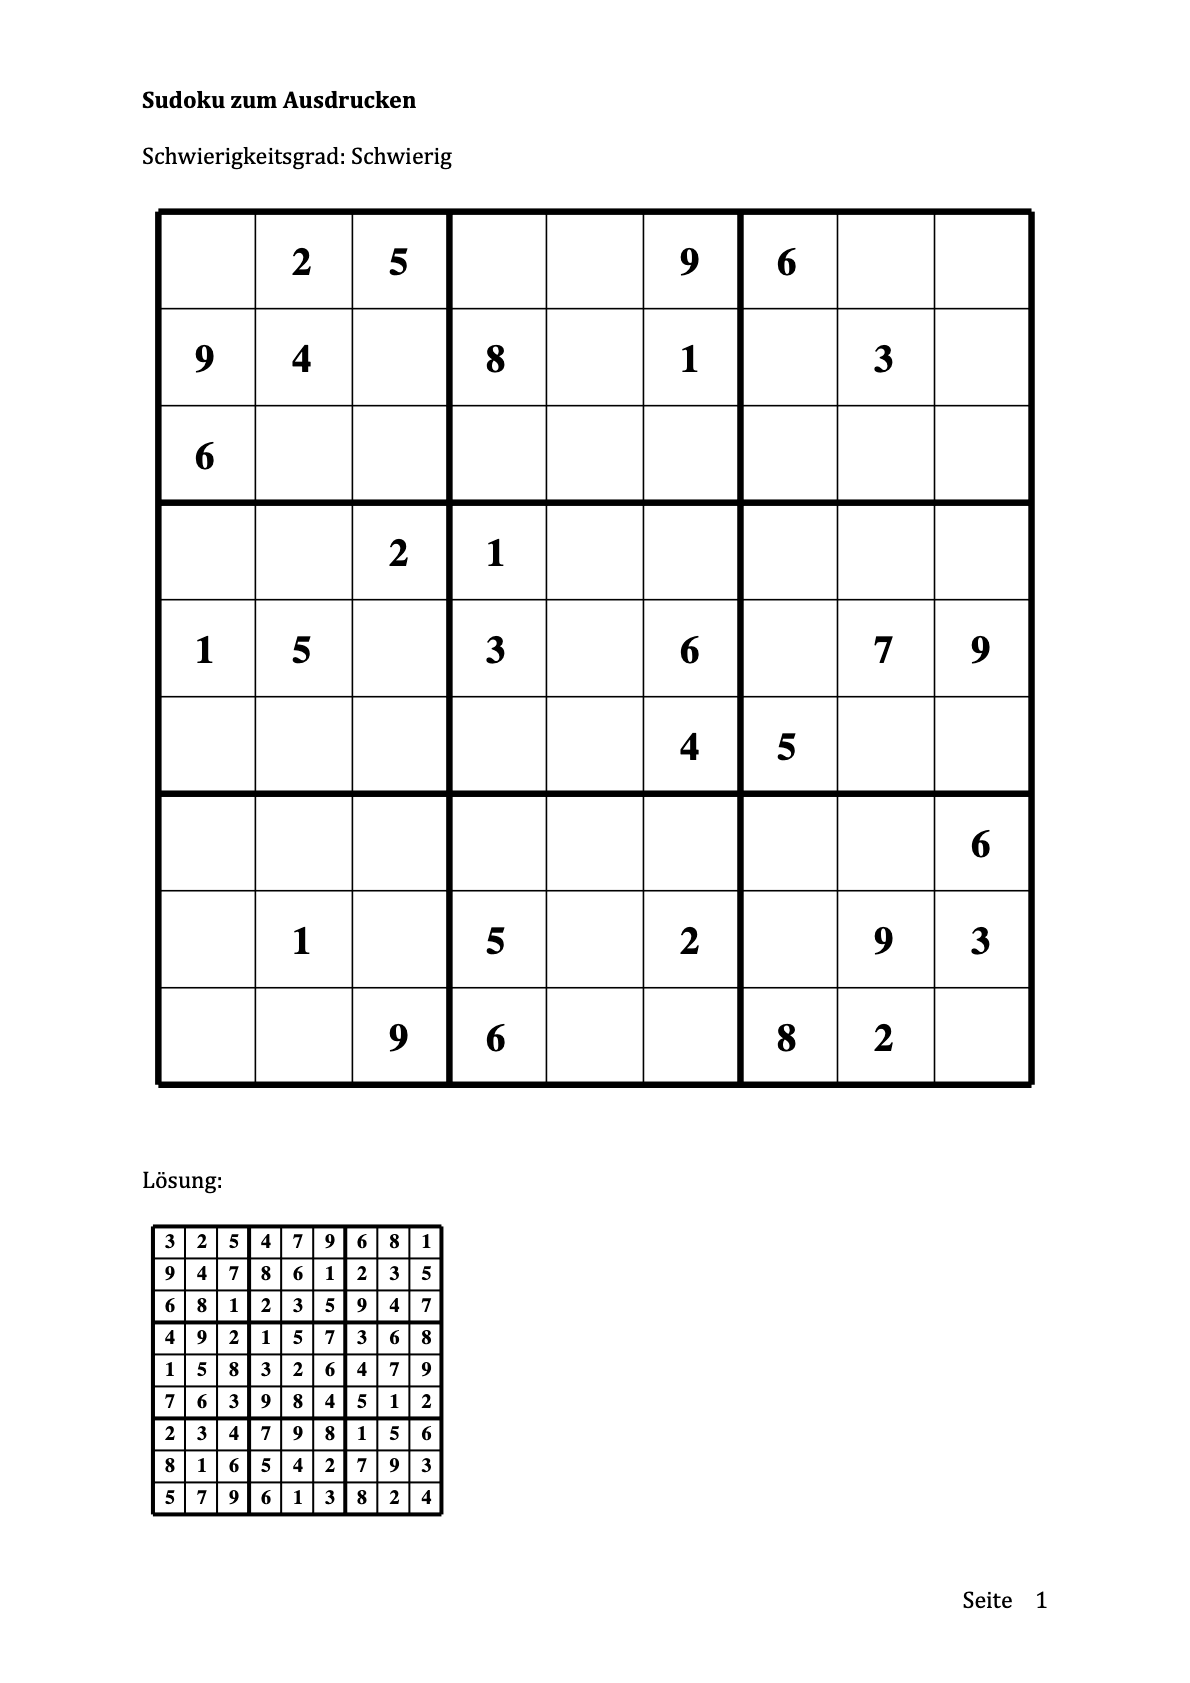 Sudoku zum Ausdrucken
Schwierigkeitsgrad: Schwierig
2 5 9 6
9 4 8 1 3
6
2 1
1 5 3 6 7 9
4 5
6
1 5 2 9 3
9 6 8 2
Lösung:
3 2 5 4 7 9 6 8 1
9 4 7 8 6 1 2 3 5
6 8 1 2 3 5 9 4 7
4 9 2 1 5 7 3 6 8
1 5 8 3 2 6 4 7 9
7 6 3 9 8 4 5 1 2
2 3 4 7 9 8 1 5 6
8 1 6 5 4 2 7 9 3
5 7 9 6 1 3 8 2 4
Seite 1